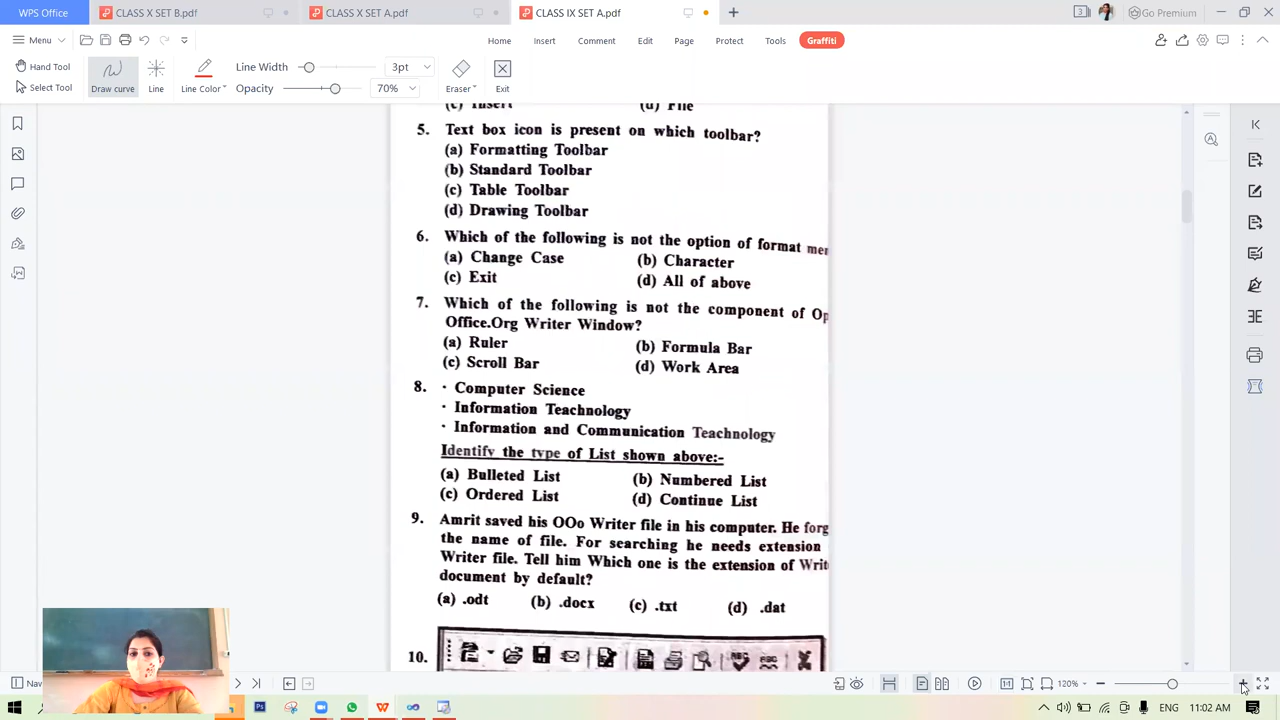 WPS Office
CLASS X SET B.pdf
CLASS X SET A.pdf
CLASS IX SET A.pdf
3
Go Premium
Menu
Home
Insert
Comment
Edit
Page
Protect
Tools
Graffiti
Hand Tool
Select Tool
Draw curve
Line
Line Color
Line Width
3pt
Opacity
70%
Eraser
Exit
(c) Insert (d) File
5. Text box icon is present on which toolbar?
(a) Formatting Toolbar
(b) Standard Toolbar
(c) Table Toolbar
(d) Drawing Toolbar
6. Which of the following is not the option of format mer
(a) Change Case (b) Character
(c) Exit (d) All of above
7. Which of the following is not the component of Op
Office.Org Writer Window?
(a) Ruler (b) Formula Bar
(c) Scroll Bar (d) Work Area
8. · Computer Science
· Information Teachnology
· Information and Communication Teachnology
Identify the type of List shown above:-
(a) Bulleted List (b) Numbered List
(c) Ordered List (d) Continue List
9. Amrit saved his OOo Writer file in his computer. He forg
the name of file. For searching he needs extension
Writer file. Tell him Which one is the extension of Writ
document by default?
(a) .odt (b) .docx (c) .txt (d) .dat
10.
ABC ABC
Nav
1:1
120%
ENG 11:02 AM